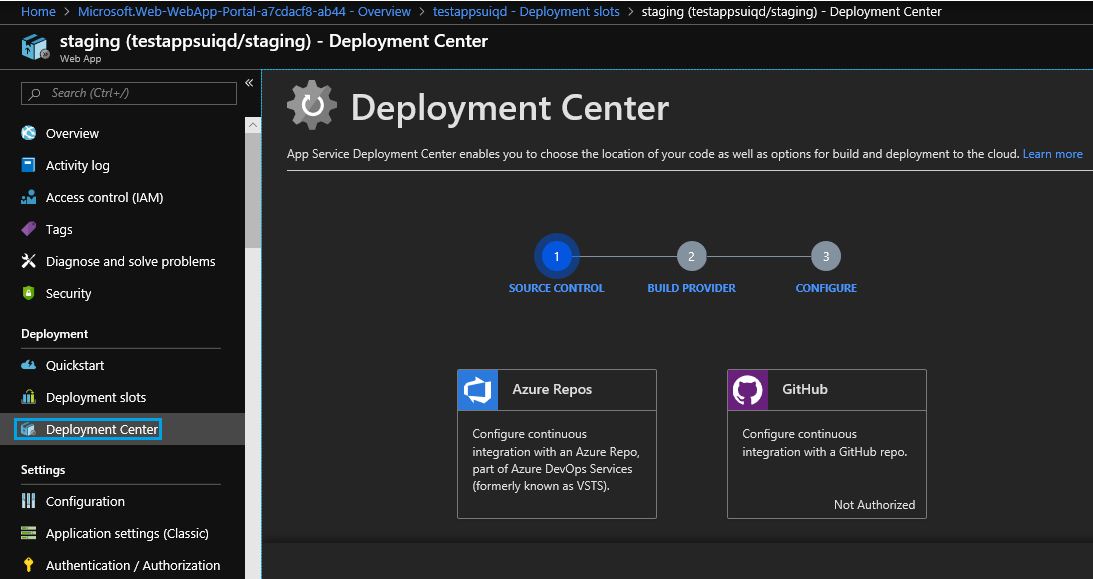 Home > Microsoft.Web-WebApp-Portal-a7cdacf8-ab44 - Overview > testappsuiqd - Deployment slots > staging (testappsuiqd/staging) - Deployment Center
staging (testappsuiqd/staging) - Deployment Center
Web App
Search (Ctrl+/)
«
Overview
Activity log
Access control (IAM)
Tags
Diagnose and solve problems
Security
Deployment
Quickstart
Deployment slots
Deployment Center
Settings
Configuration
Application settings (Classic)
Authentication / Authorization
Deployment Center
App Service Deployment Center enables you to choose the location of your code as well as options for build and deployment to the cloud. Learn more
1 2 3
SOURCE CONTROL BUILD PROVIDER CONFIGURE
Azure Repos
Configure continuous
integration with an Azure Repo,
part of Azure DevOps Services
(formerly known as VSTS).
GitHub
Configure continuous
integration with a GitHub repo.
Not Authorized